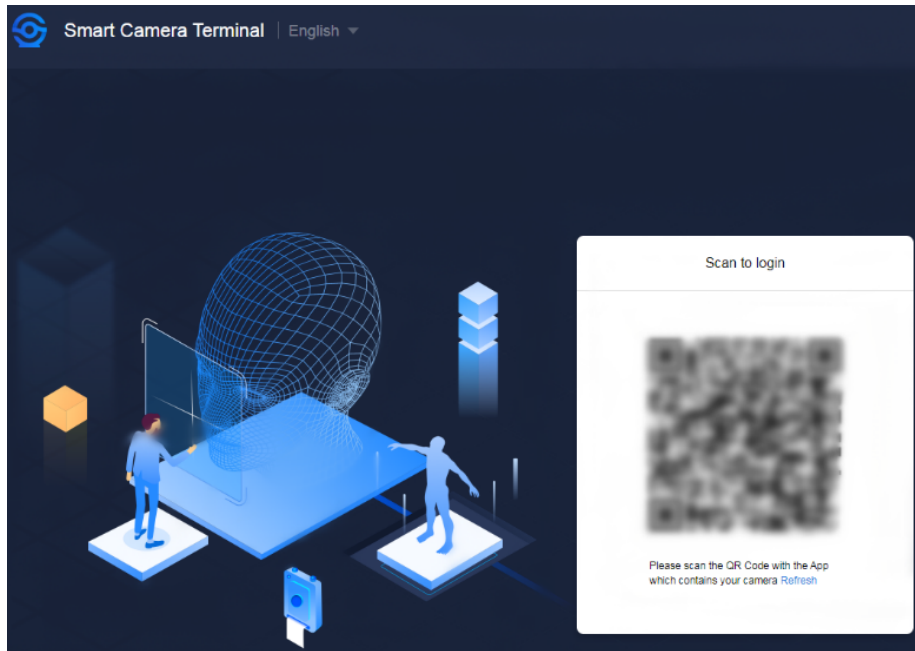 Smart Camera Terminal
English
Scan to login
Please scan the QR Code with the App
which contains your camera Refresh